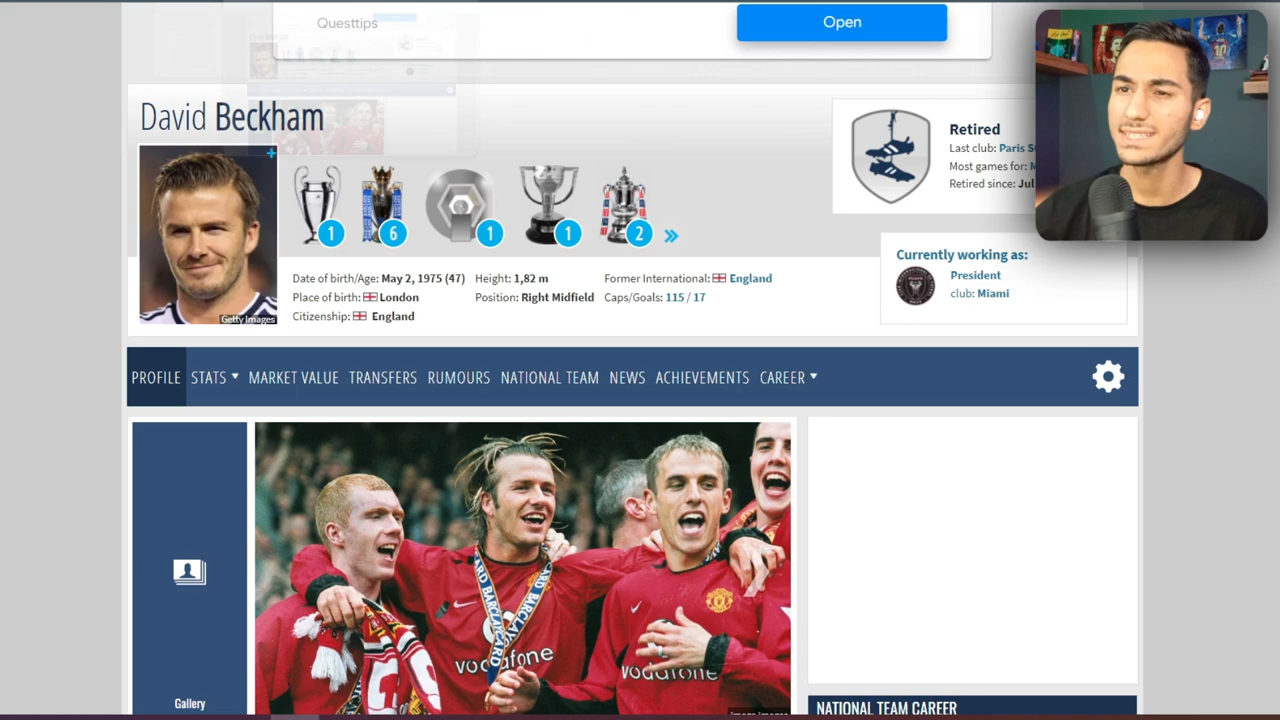 Questtips
Open
David Beckham
Retired
Last club: Paris S
Most games for: M
Retired since: Jul
1
6
1
1
2
»
Currently working as:
President
club: Miami
Date of birth/Age: May 2, 1975 (47)
Height: 1,82 m
Former International: England
Place of birth: London
Position: Right Midfield
Caps/Goals: 115 / 17
Citizenship: England
Getty Images
PROFILE STATS MARKET VALUE TRANSFERS RUMOURS NATIONAL TEAM NEWS ACHIEVEMENTS CAREER
vodafone
vodafone
BARCLAYCARD
Gallery
NATIONAL TEAM CAREER